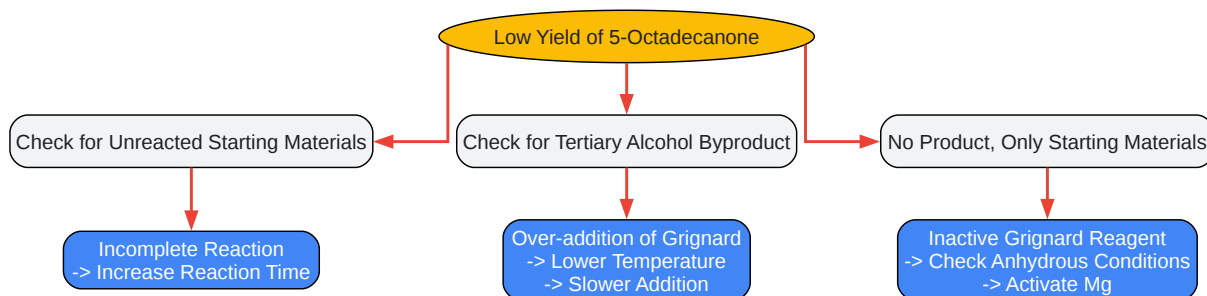 Low Yield of 5-Octadecanone
Check for Unreacted Starting Materials
Check for Tertiary Alcohol Byproduct
No Product, Only Starting Materials
Incomplete Reaction
-> Increase Reaction Time
Over-addition of Grignard
-> Lower Temperature
-> Slower Addition
Inactive Grignard Reagent
-> Check Anhydrous Conditions
-> Activate Mg